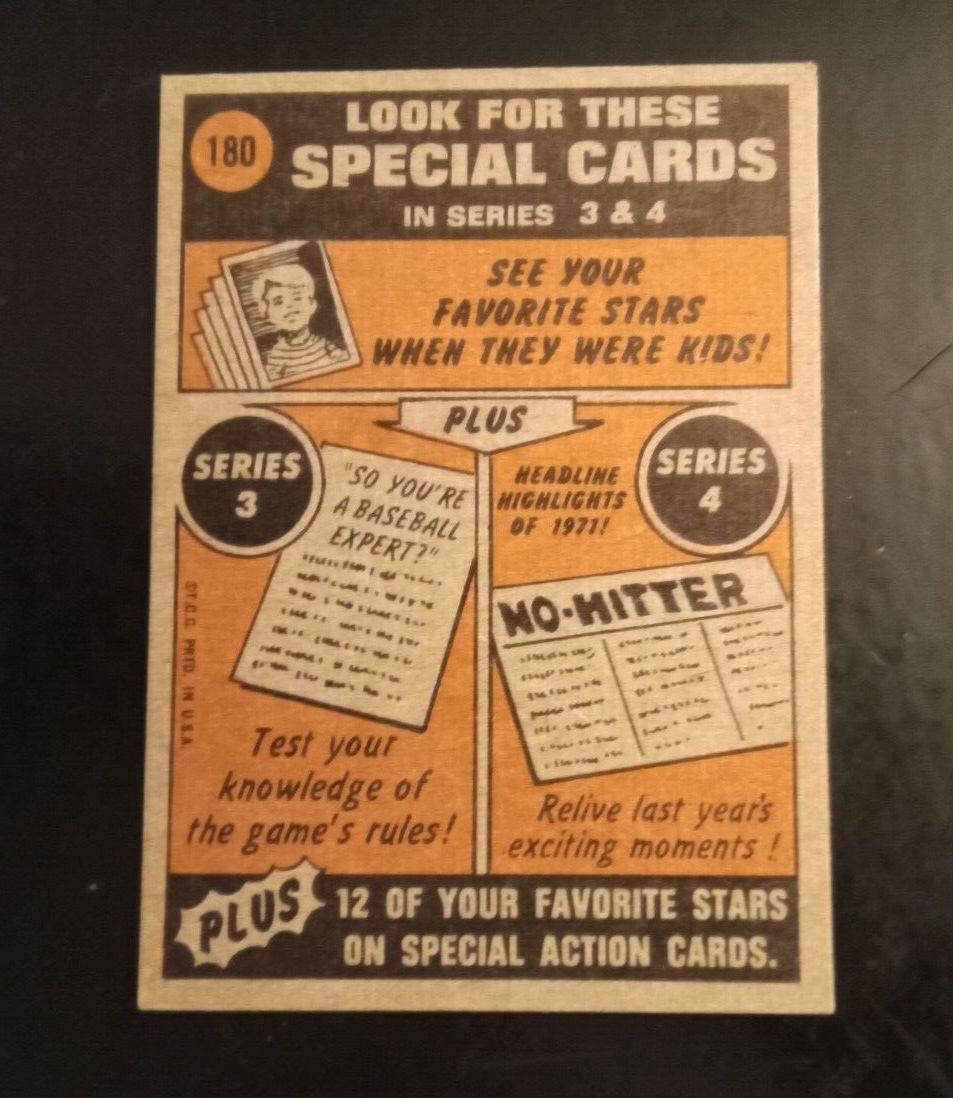 180
LOOK FOR THESE
SPECIAL CARDS
IN SERIES 3 & 4
SEE YOUR
FAVORITE STARS
WHEN THEY WERE KIDS!
PLUS
SERIES
3
"SO YOU'RE
A BASEBALL
EXPERT?"
Test your
knowledge of
the game's rules!
HEADLINE
HIGHLIGHTS
OF 1971!
SERIES
4
NO-HITTER
Relive last year's
exciting moments!
©T.C.G. PRTD. IN U.S.A.
PLUS
12 OF YOUR FAVORITE STARS
ON SPECIAL ACTION CARDS.